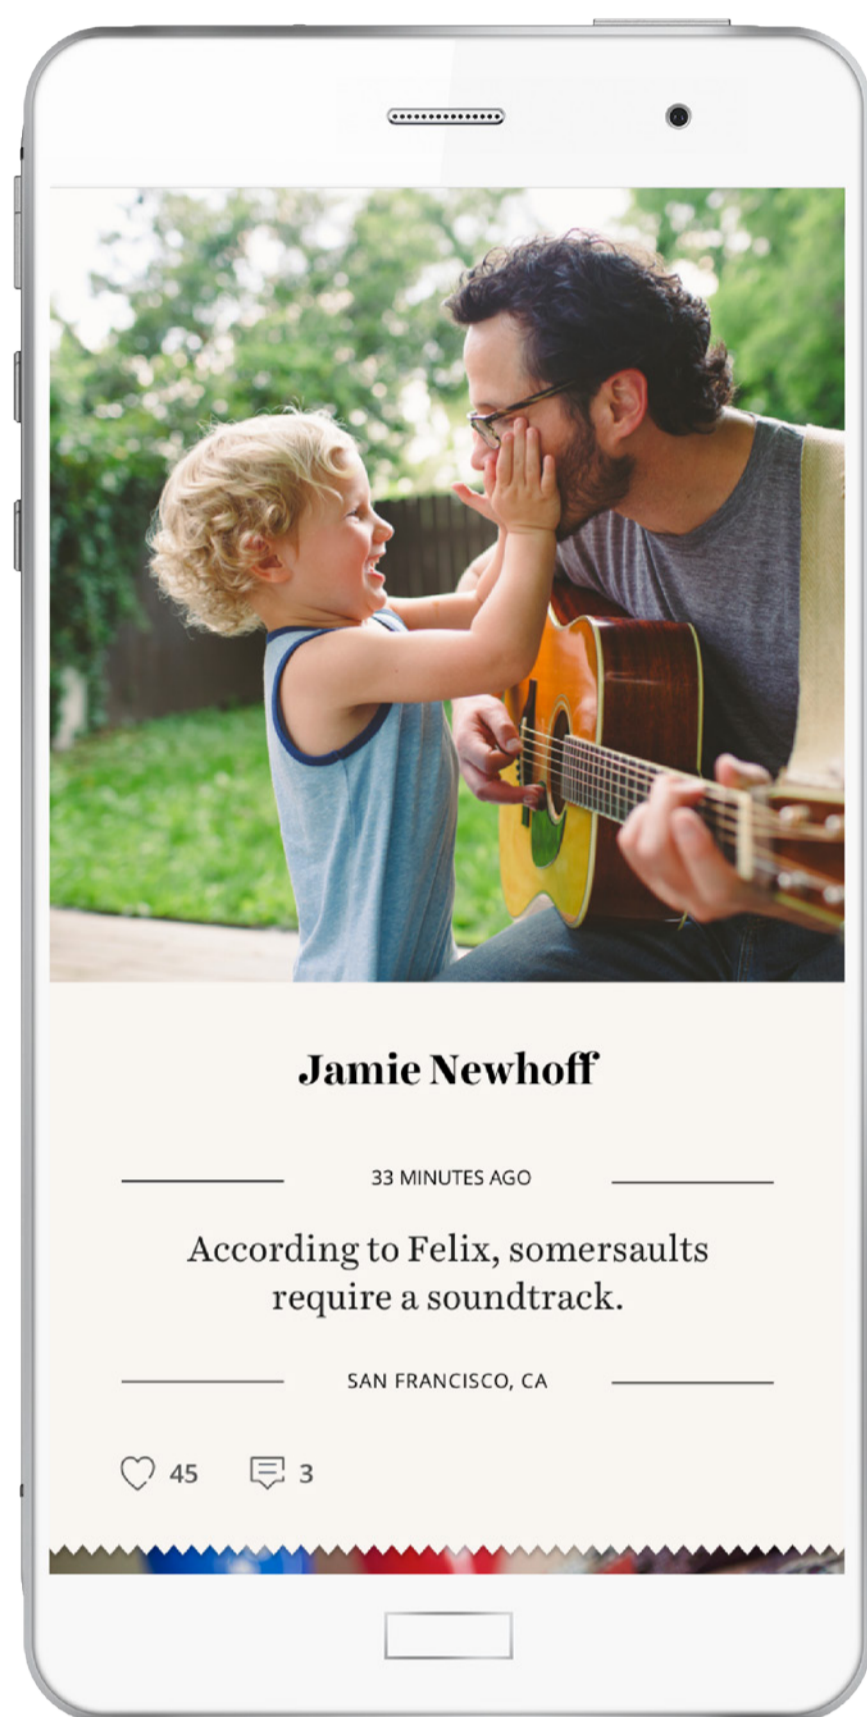 Jamie Newhoff
33 MINUTES AGO
According to Felix, somersaults
require a soundtrack.
SAN FRANCISCO, CA
45 3